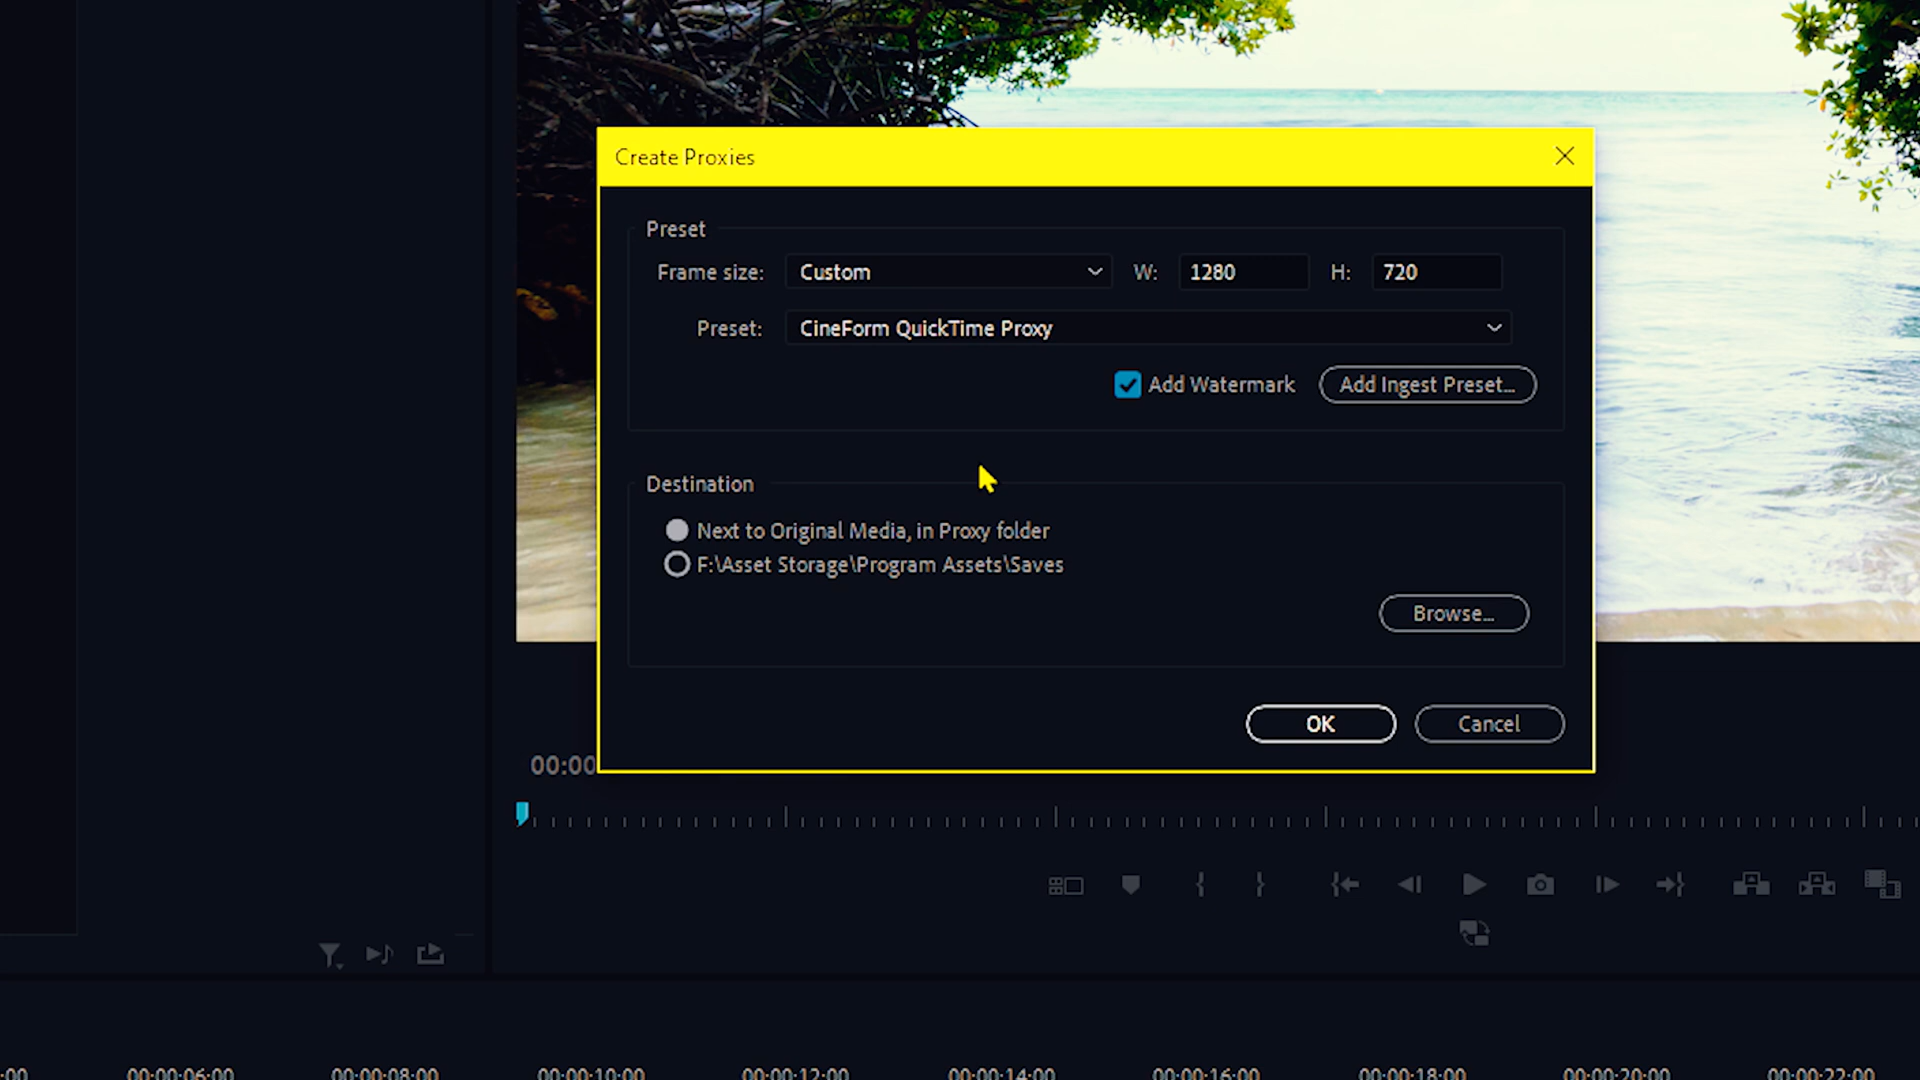 Create Proxies
Preset
Frame size: Custom W: 1280 H: 720
Preset: CineForm QuickTime Proxy
Add Watermark Add Ingest Preset...
Destination
Next to Original Media, in Proxy folder
F:\Asset Storage\Program Assets\Saves
Browse...
OK Cancel
00:00
:00 00:00:06:00 00:00:08:00 00:00:10:00 00:00:12:00 00:00:14:00 00:00:16:00 00:00:18:00 00:00:20:00 00:00:22:00